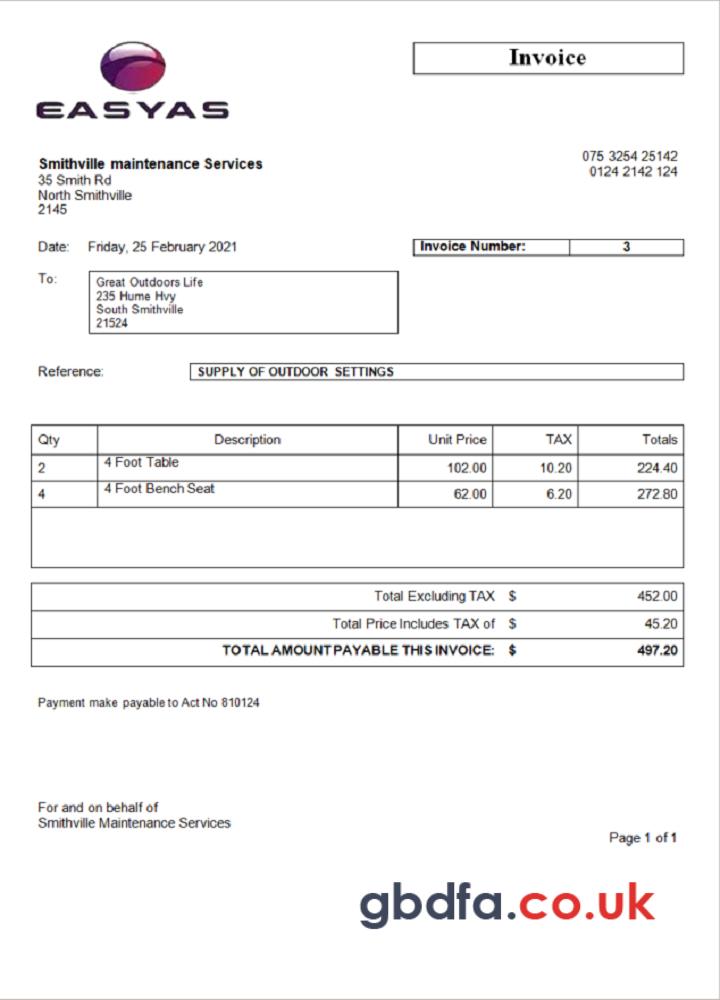 EASYAS
Invoice
Smithville maintenance Services
35 Smith Rd
North Smithville
2145
075 3254 25142
0124 2142 124
Date: Friday, 25 February 2021
Invoice Number: 3
To:
Great Outdoors Life
235 Hume Hvy
South Smithville
21524
Reference: SUPPLY OF OUTDOOR SETTINGS
Qty Description Unit Price TAX Totals
2 4 Foot Table 102.00 10.20 224.40
4 4 Foot Bench Seat 62.00 6.20 272.80
Total Excluding TAX $ 452.00
Total Price Includes TAX of $ 45.20
TOTAL AMOUNT PAYABLE THIS INVOICE: $ 497.20
Payment make payable to Act No 810124
For and on behalf of
Smithville Maintenance Services
Page 1 of 1
gbdfa.co.uk